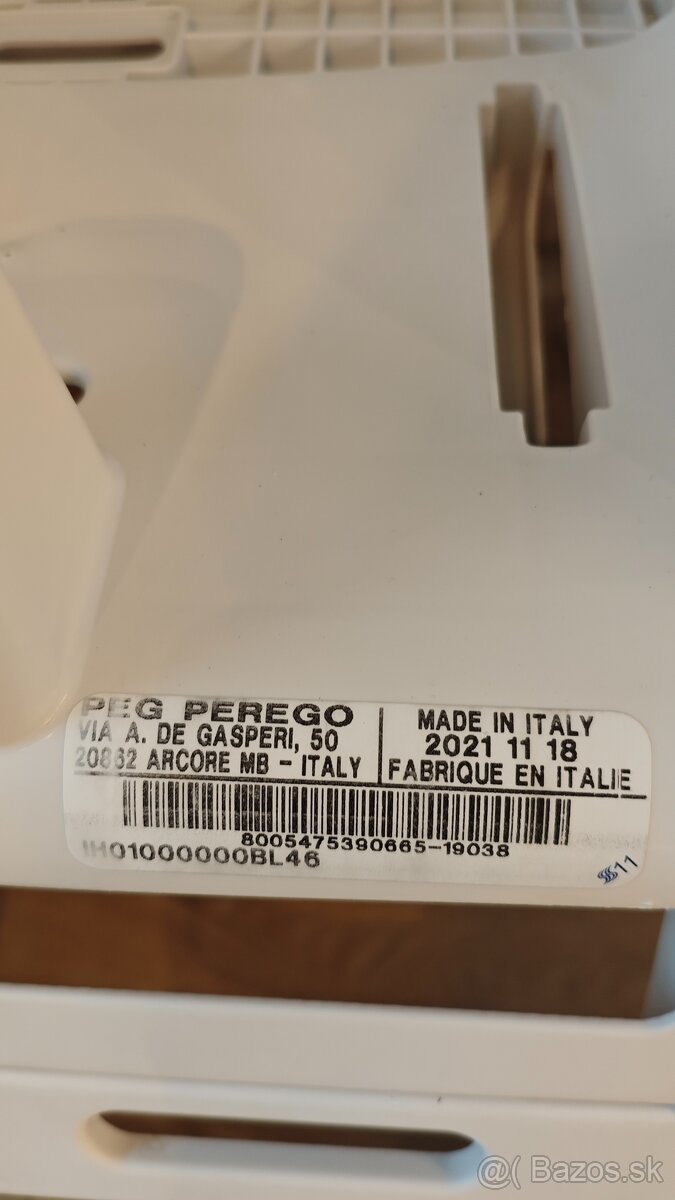 PEG PEREGO
VIA A. DE GASPERI, 50
20862 ARCORE MB - ITALY
MADE IN ITALY
2021 11 18
FABRIQUE EN ITALIE
8005475390665-19038
IH01000000BL46
11
@( Bazos.sk